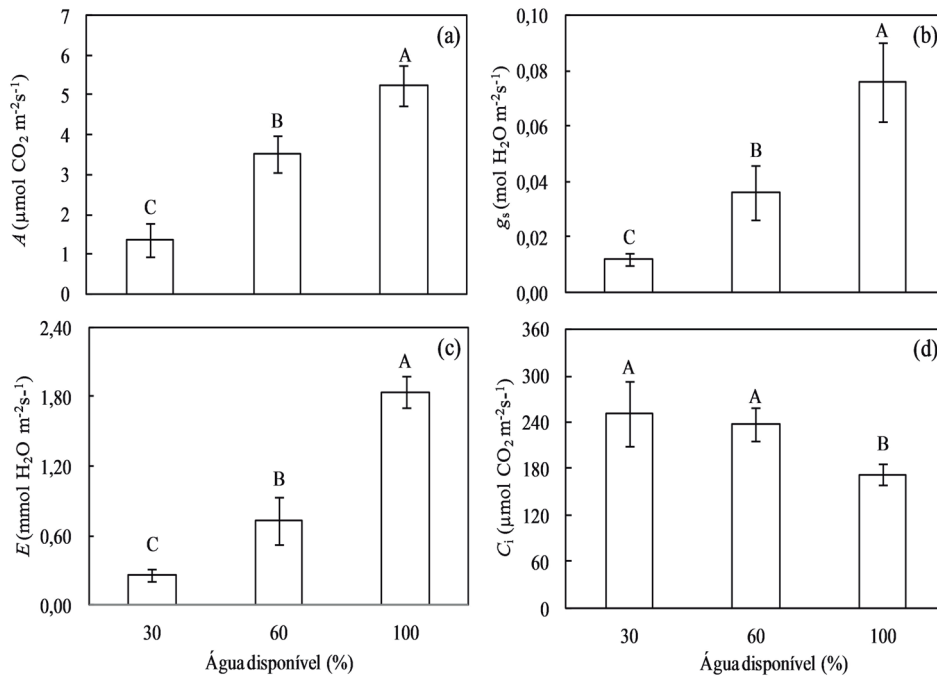 (a)
A (µmol CO₂ m⁻²s⁻¹)
7
6
5
4
3
2
1
0
C
B
A
(b)
gₛ (mol H₂O m⁻²s⁻¹)
0,10
0,08
0,06
0,04
0,02
0,00
C
B
A
(c)
E (mmol H₂O m⁻²s-¹)
2,40
1,80
1,20
0,60
0,00
C
B
A
30
60
100
Água disponível (%)
(d)
Cᵢ (µmol CO₂ m⁻²s⁻¹)
360
300
240
180
120
60
0
A
A
B
30
60
100
Água disponível (%)